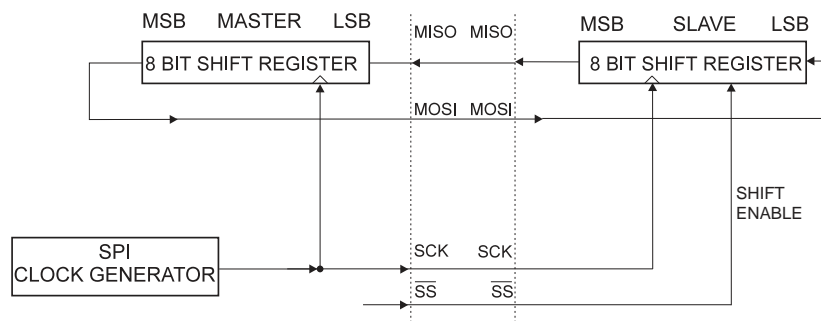 MSB MASTER LSB
MISO MISO
MSB SLAVE LSB
8 BIT SHIFT REGISTER
8 BIT SHIFT REGISTER
MOSI MOSI
SHIFT
ENABLE
SPI
CLOCK GENERATOR
SCK SCK
SS SS